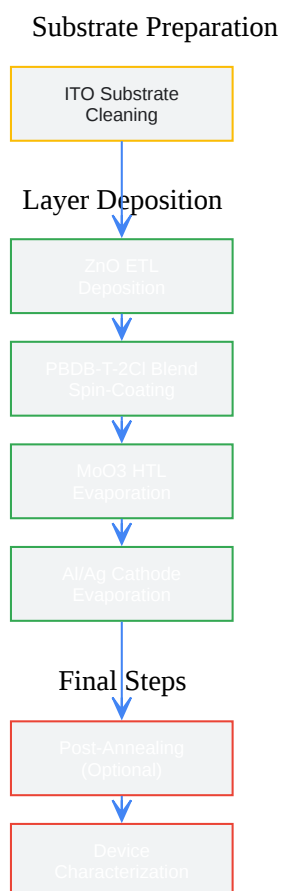 Substrate Preparation
ITO Substrate
Cleaning
Layer Deposition
ZnO ETL
Deposition
PBDB-T-2Cl Blend
Spin-Coating
MoO3 HTL
Evaporation
Al/Ag Cathode
Evaporation
Final Steps
Post-Annealing
(Optional)
Device
Characterization